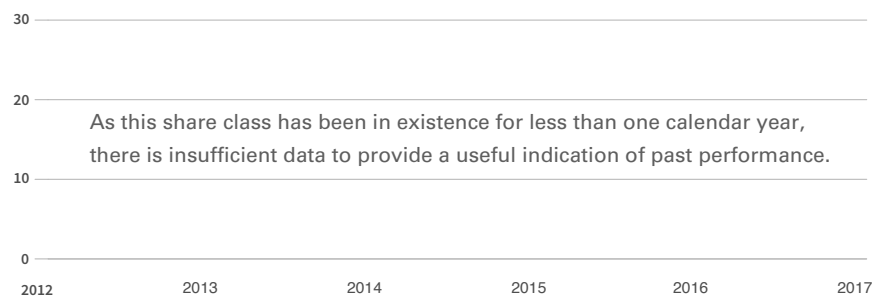 30
20
As this share class has been in existence for less than one calendar year,
there is insufficient data to provide a useful indication of past performance.
10
0
2012 2013 2014 2015 2016 2017